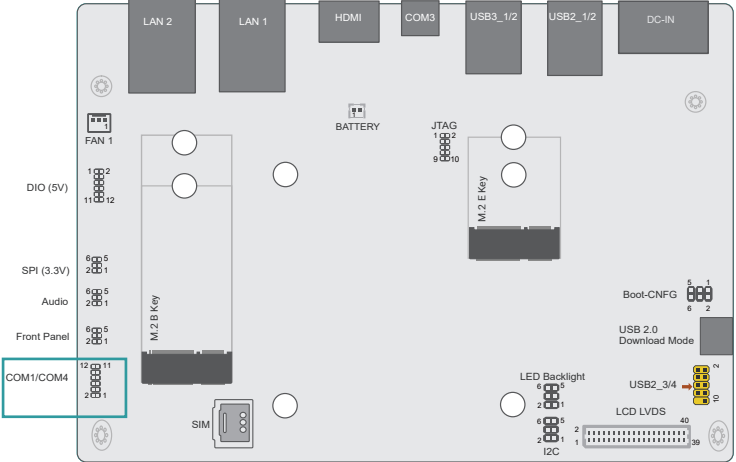 LAN 2
LAN 1
HDMI
COM3
USB3_1/2
USB2_1/2
DC-IN
1
FAN 1
1
BATTERY
JTAG
1 2
9 10
DIO (5V)
1 2
11 12
M.2 E Key
SPI (3.3V)
6 5
2 1
Audio
6 5
2 1
M.2 B Key
Front Panel
6 5
2 1
5 1
Boot-CNFG
6 2
USB 2.0
Download Mode
COM1/COM4
12 11
2 1
LED Backlight
6 5
2 1
USB2_3/4
2
10
SIM
6 5
2 1
I2C
LCD LVDS
40
2
1
39